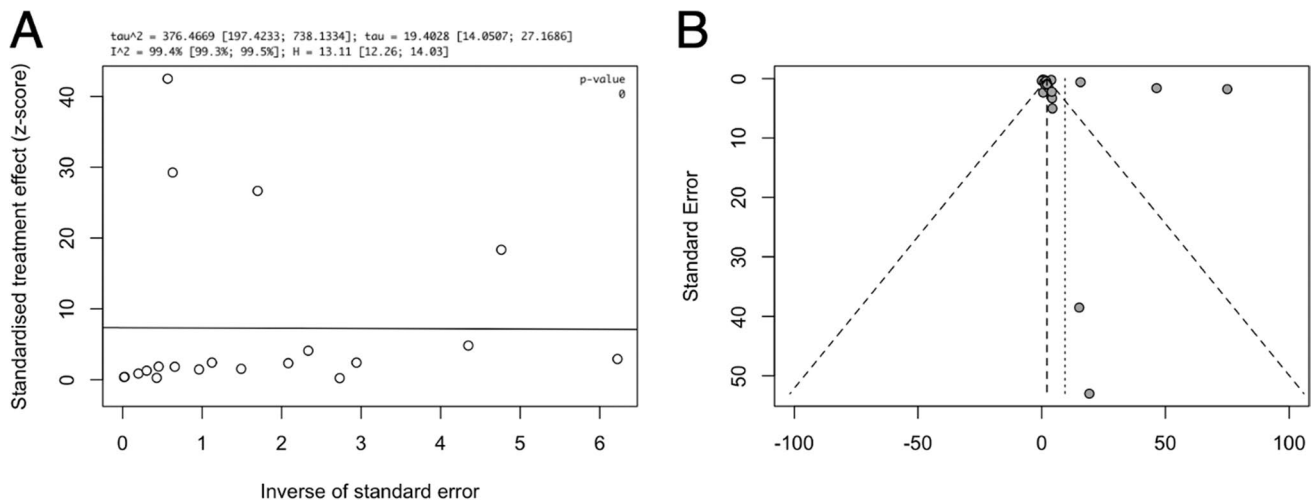 A
tau^2 = 376.4669 [197.4233; 738.1334]; tau = 19.4028 [14.0507; 27.1686]
I^2 = 99.4% [99.3%; 99.5%]; H = 13.11 [12.26; 14.03]
p-value
0
Standardised treatment effect (z-score)
40
30
20
10
0
0 1 2 3 4 5 6
Inverse of standard error
B
Standard Error
0
10
20
30
40
50
-100 -50 0 50 100